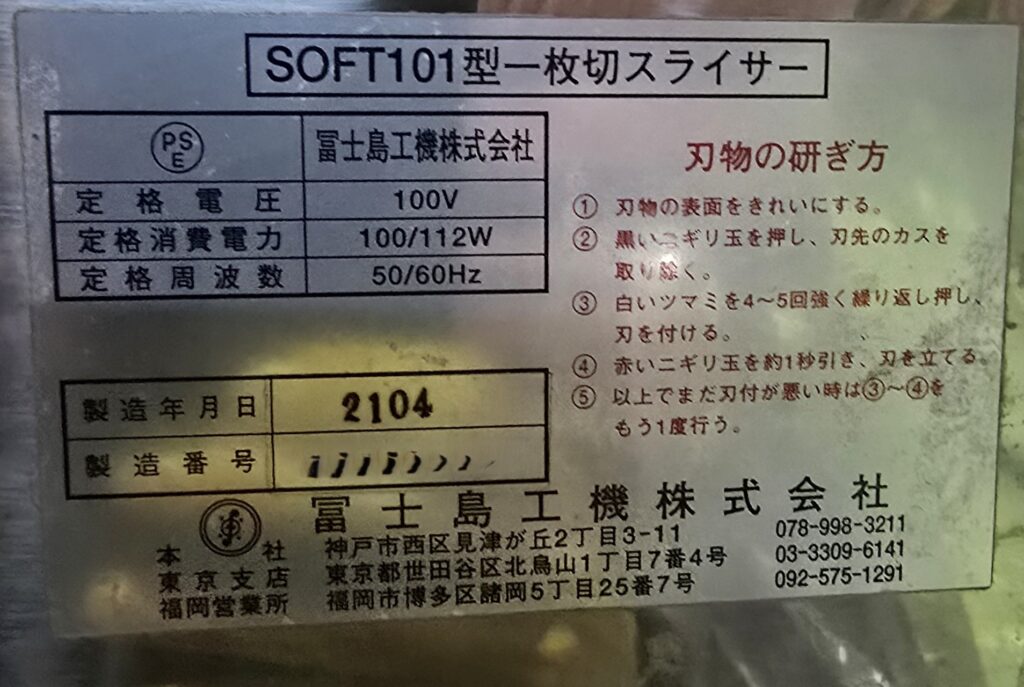 SOFT101型一枚切スライサー
PSE 冨士島工機株式会社
定格電圧 100V
定格消費電力 100/112W
定格周波数 50/60Hz
製造年月日 2104
製造番号
刃物の研ぎ方
① 刃物の表面をきれいにする。
② 黒いニギリ玉を押し、刃先のカスを
取り除く。
③ 白いツマミを4〜5回強く繰り返し押し、
刃を付ける。
④ 赤いニギリ玉を約1秒引き、刃を立てる。
⑤ 以上でまだ刃付が悪い時は③〜④を
もう1度行う。
冨士島工機株式会社
本社 神戸市西区見津が丘2丁目3-11 078-998-3211
東京支店 東京都世田谷区北烏山1丁目7番4号 03-3309-6141
福岡営業所 福岡市博多区諸岡5丁目25番7号 092-575-1291